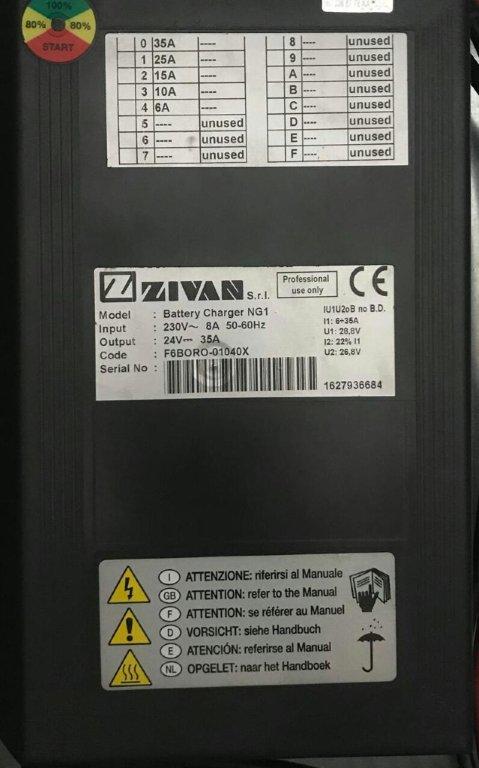 100%
80% 80%
START
0 35A ----
1 25A ----
2 15A ----
3 10A ----
4 6A ----
5 ---- unused
6 ---- unused
7 ---- unused
8 ---- unused
9 ---- unused
A ---- unused
B ---- unused
C ---- unused
D ---- unused
E ---- unused
F ---- unused
ZIVAN S.r.l.
Professional
use only
CE
Model : Battery Charger NG1
Input : 230V~ 8A 50-60Hz
Output : 24V⎓ 35A
Code : F6BORO-01040X
Serial No :
IU1U2oB no B.D.
I1: 6÷35A
U1: 28,8V
I2: 22% I1
U2: 26,8V
1627936684
I ATTENZIONE: riferirsi al Manuale
GB ATTENTION: refer to the Manual
F ATTENTION: se référer au Manuel
D VORSICHT: siehe Handbuch
E ATENCIÓN: referirse al Manual
NL OPGELET: naar het Handboek